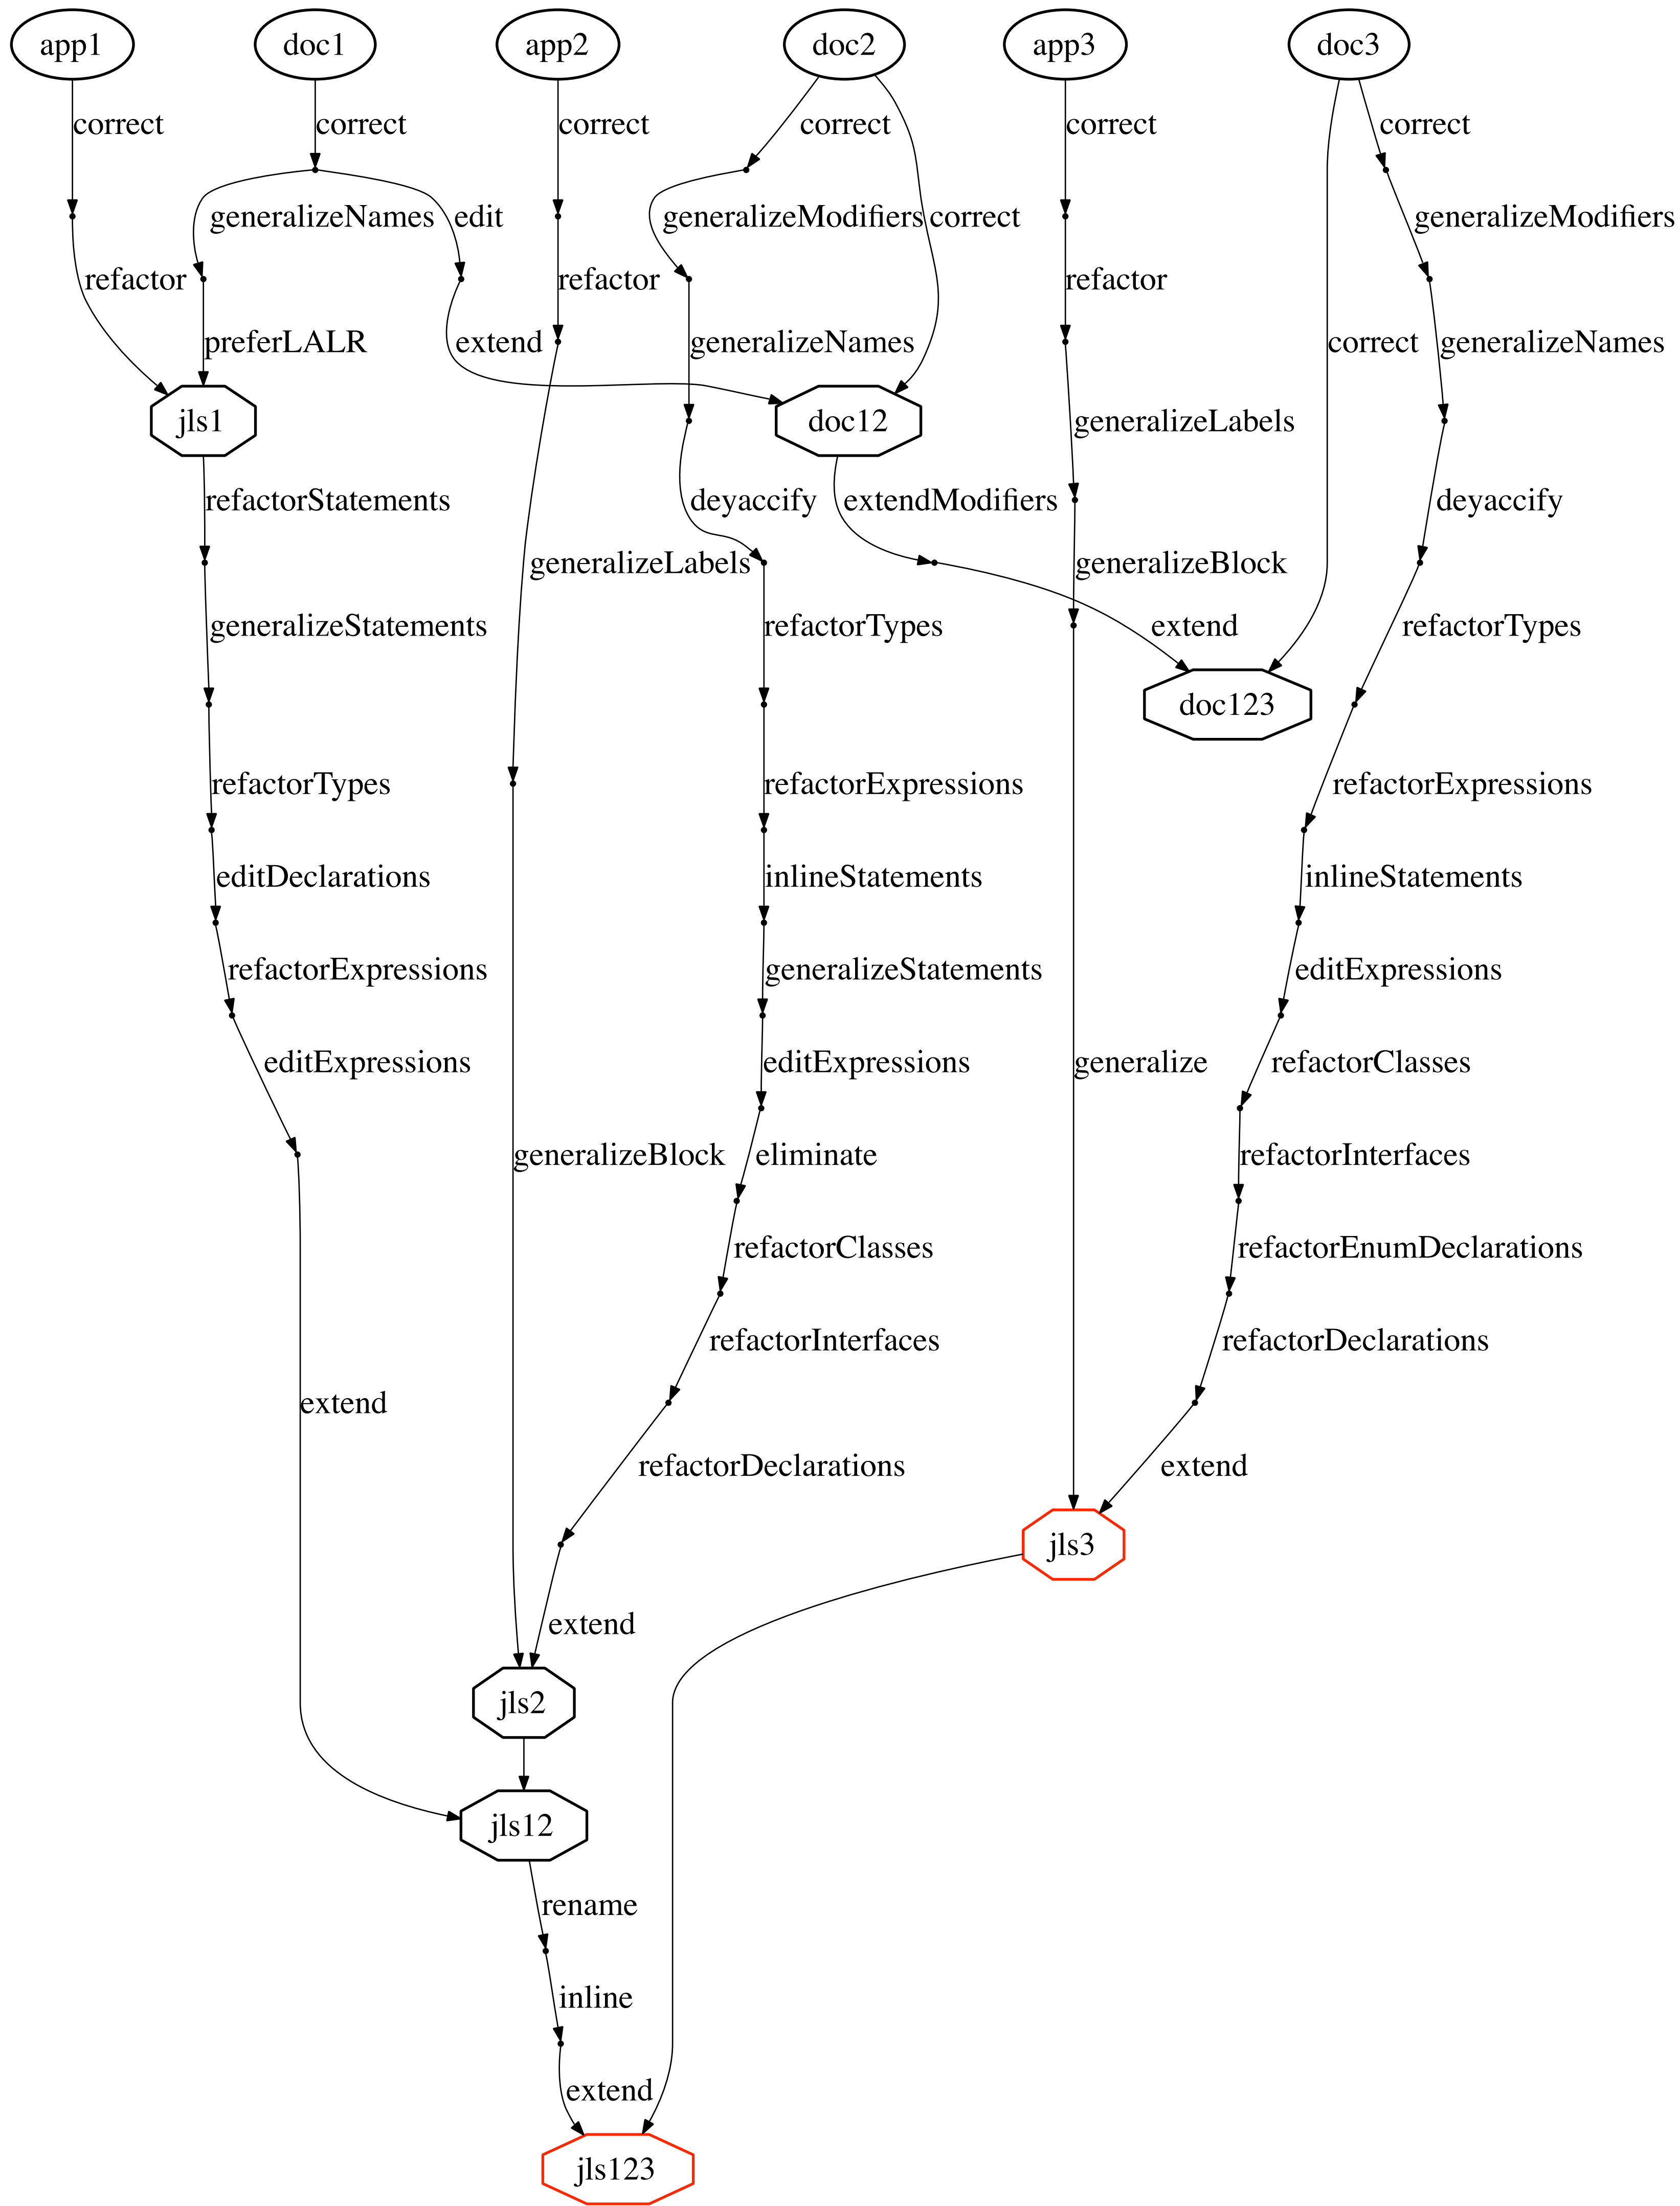 app1 doc1 app2 doc2 app3 doc3
correct correct correct correct correct correct
generalizeNames edit generalizeModifiers correct generalizeModifiers
refactor refactor refactor
preferLALR extend generalizeNames correct generalizeNames
jls1 doc12 generalizeLabels
refactorStatements deyaccify extendModifiers deyaccify
generalizeLabels generalizeBlock
generalizeStatements refactorTypes extend refactorTypes
doc123
refactorTypes refactorExpressions refactorExpressions
editDeclarations inlineStatements inlineStatements
refactorExpressions generalizeStatements editExpressions
editExpressions editExpressions generalize refactorClasses
generalizeBlock eliminate refactorInterfaces
refactorClasses refactorEnumDeclarations
refactorInterfaces refactorDeclarations
extend
refactorDeclarations extend
jls3
extend
jls2
jls12
rename
inline
extend
jls123